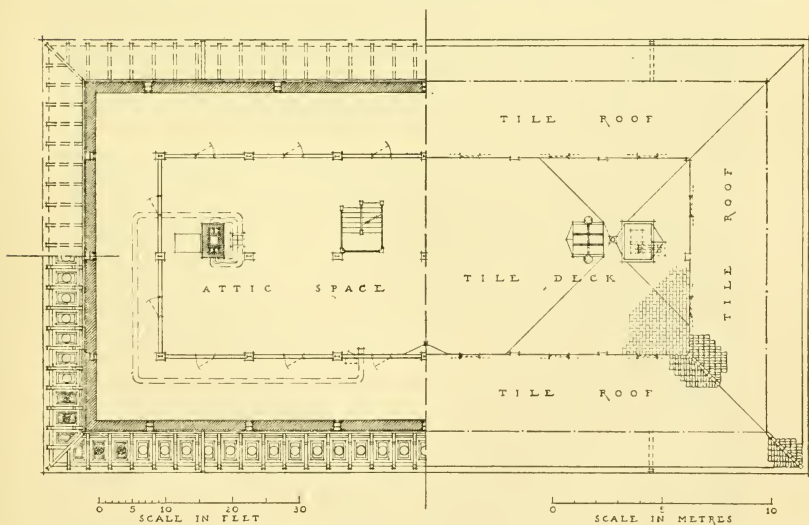 TILE ROOF
TILE ROOF
ATTIC SPACE
TILE DECK
TILE ROOF
0 5 10 20 30
SCALE IN FEET
0 5 10
SCALE IN METRES